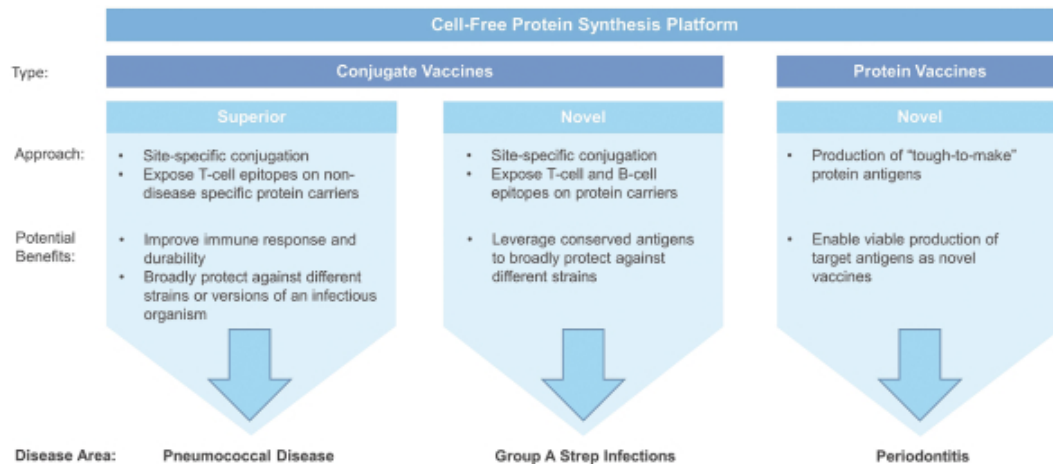 Cell-Free Protein Synthesis Platform
Type:
Conjugate Vaccines
Protein Vaccines
Superior
Novel
Novel
Approach:
• Site-specific conjugation
• Expose T-cell epitopes on non-
disease specific protein carriers
• Site-specific conjugation
• Expose T-cell and B-cell
epitopes on protein carriers
• Production of “tough-to-make”
protein antigens
Potential
Benefits:
• Improve immune response and
durability
• Broadly protect against different
strains or versions of an infectious
organism
• Leverage conserved antigens
to broadly protect against
different strains
• Enable viable production of
target antigens as novel
vaccines
Disease Area:
Pneumococcal Disease
Group A Strep Infections
Periodontitis